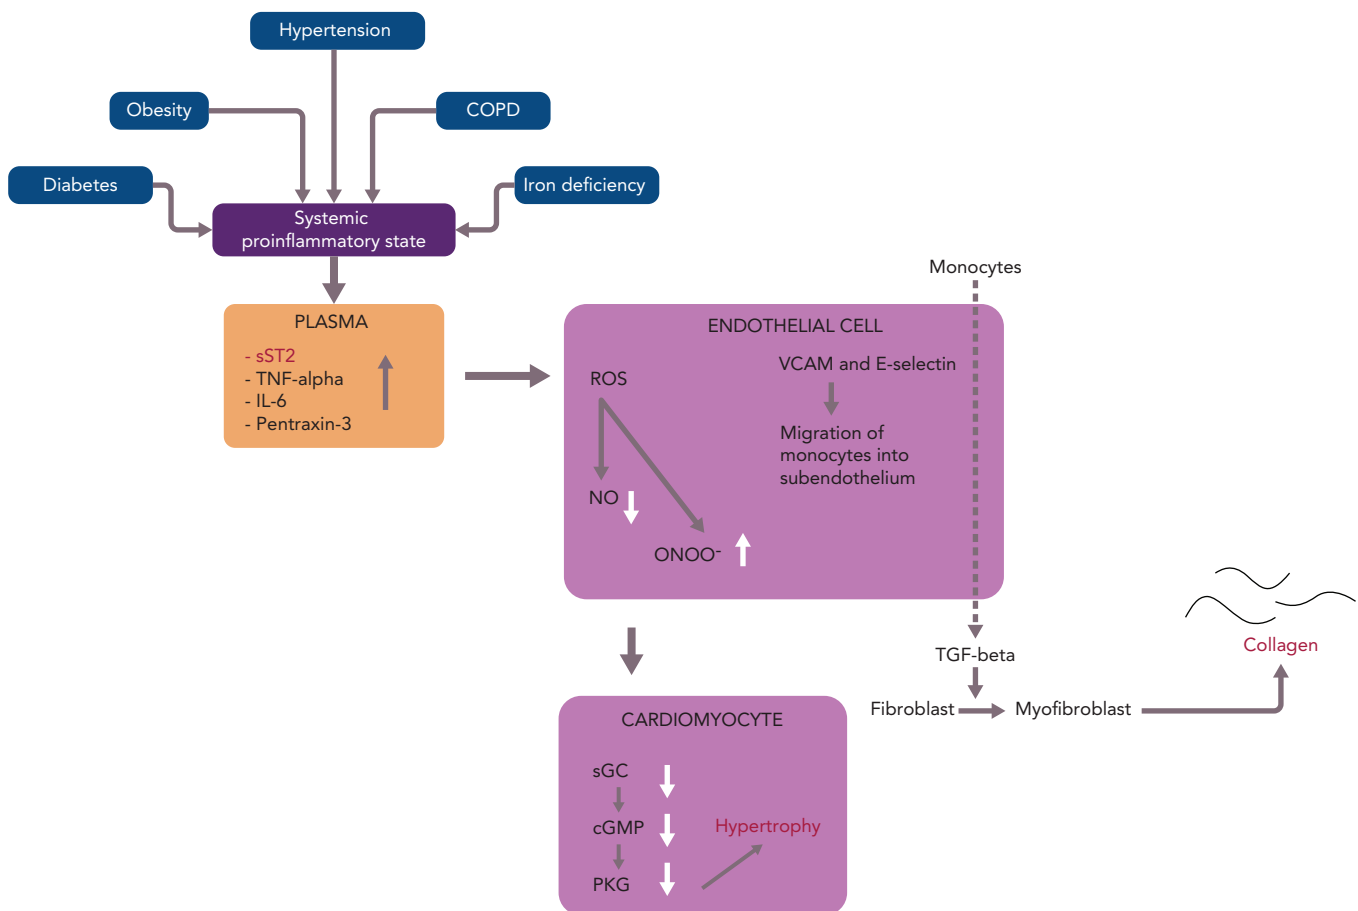 Hypertension
Obesity
COPD
Diabetes
Iron deficiency
Systemic
proinflammatory state
PLASMA
- sST2
- TNF-alpha
- IL-6
- Pentraxin-3
Monocytes
ENDOTHELIAL CELL
ROS
NO
ONOO-
VCAM and E-selectin
Migration of
monocytes into
subendothelium
TGF-beta
Fibroblast
Myofibroblast
Collagen
CARDIOMYOCYTE
sGC
cGMP
PKG
Hypertrophy